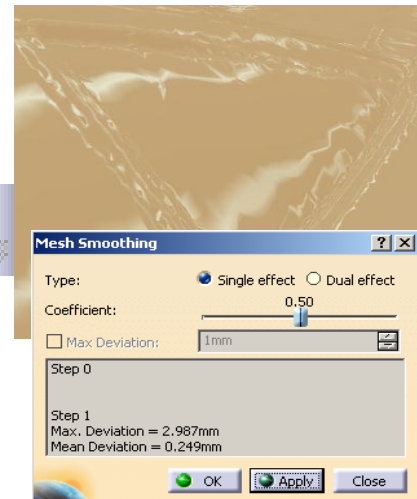 Mesh Smoothing
Type: Single effect Dual effect
Coefficient: 0.50
Max Deviation: 1mm
Step 0
Step 1
Max. Deviation = 2.987mm
Mean Deviation = 0.249mm
OK Apply Close